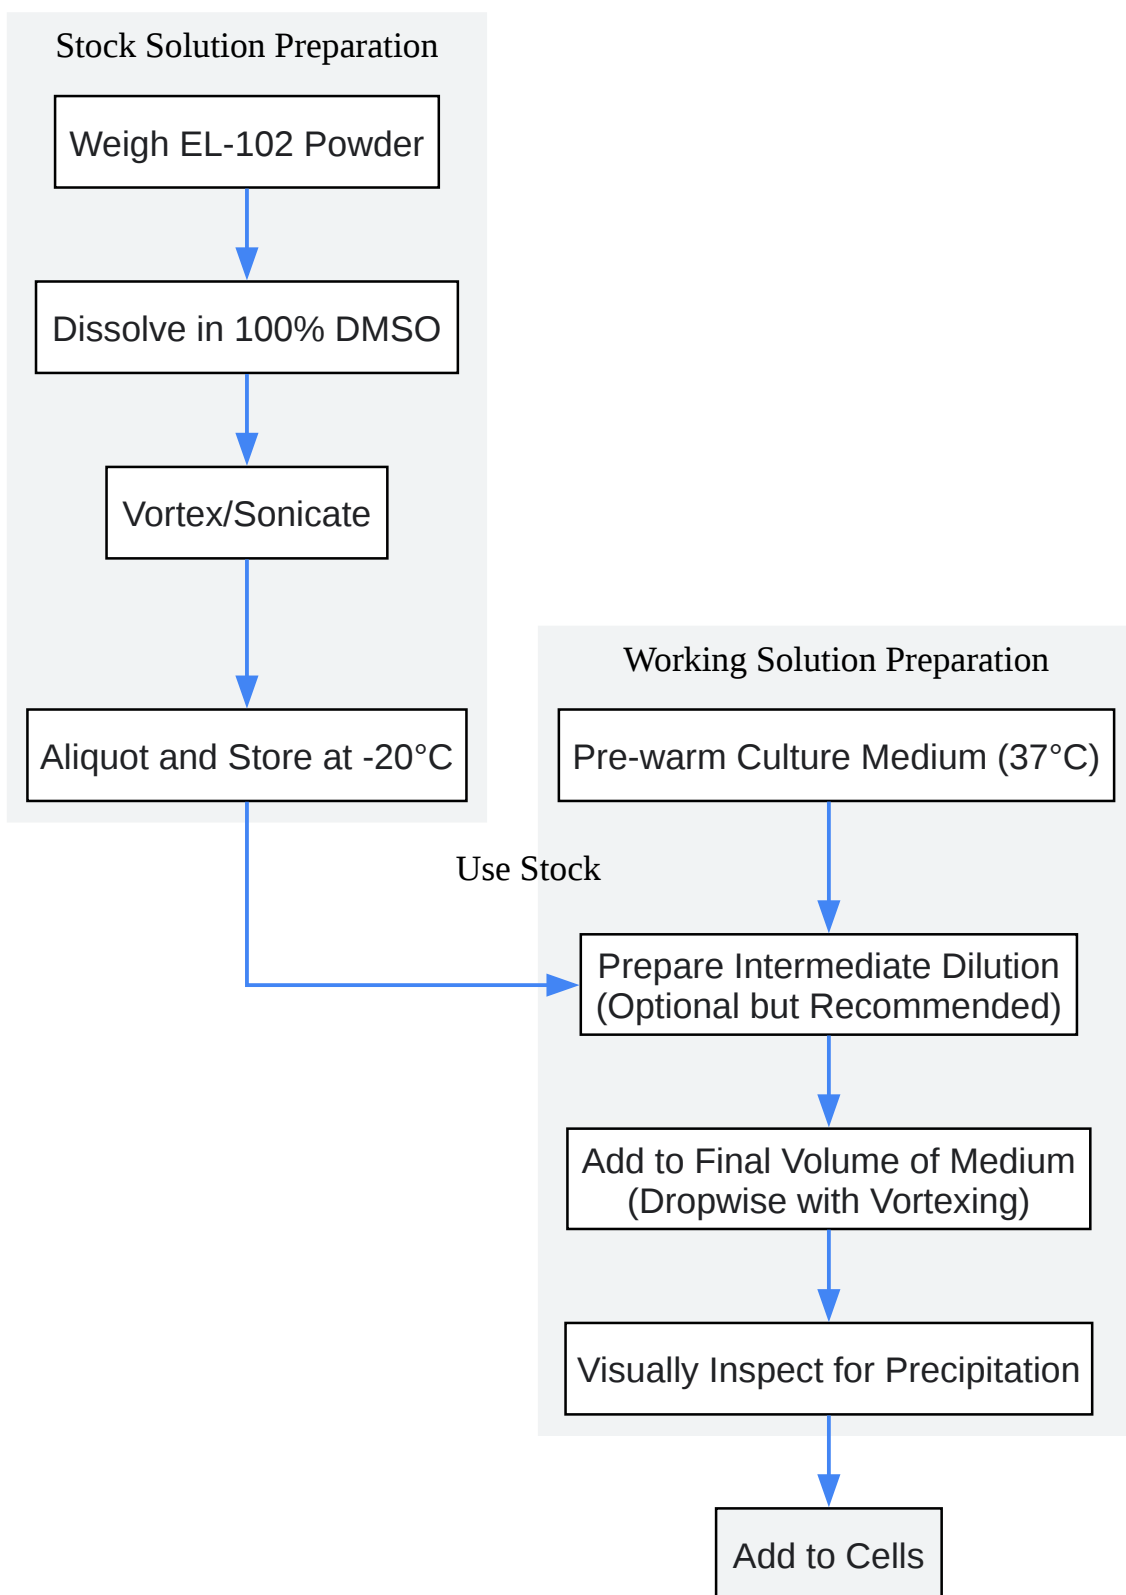 Stock Solution Preparation
Weigh EL-102 Powder
Dissolve in 100% DMSO
Vortex/Sonicate
Aliquot and Store at -20°C
Use Stock
Working Solution Preparation
Pre-warm Culture Medium (37°C)
Prepare Intermediate Dilution
(Optional but Recommended)
Add to Final Volume of Medium
(Dropwise with Vortexing)
Visually Inspect for Precipitation
Add to Cells